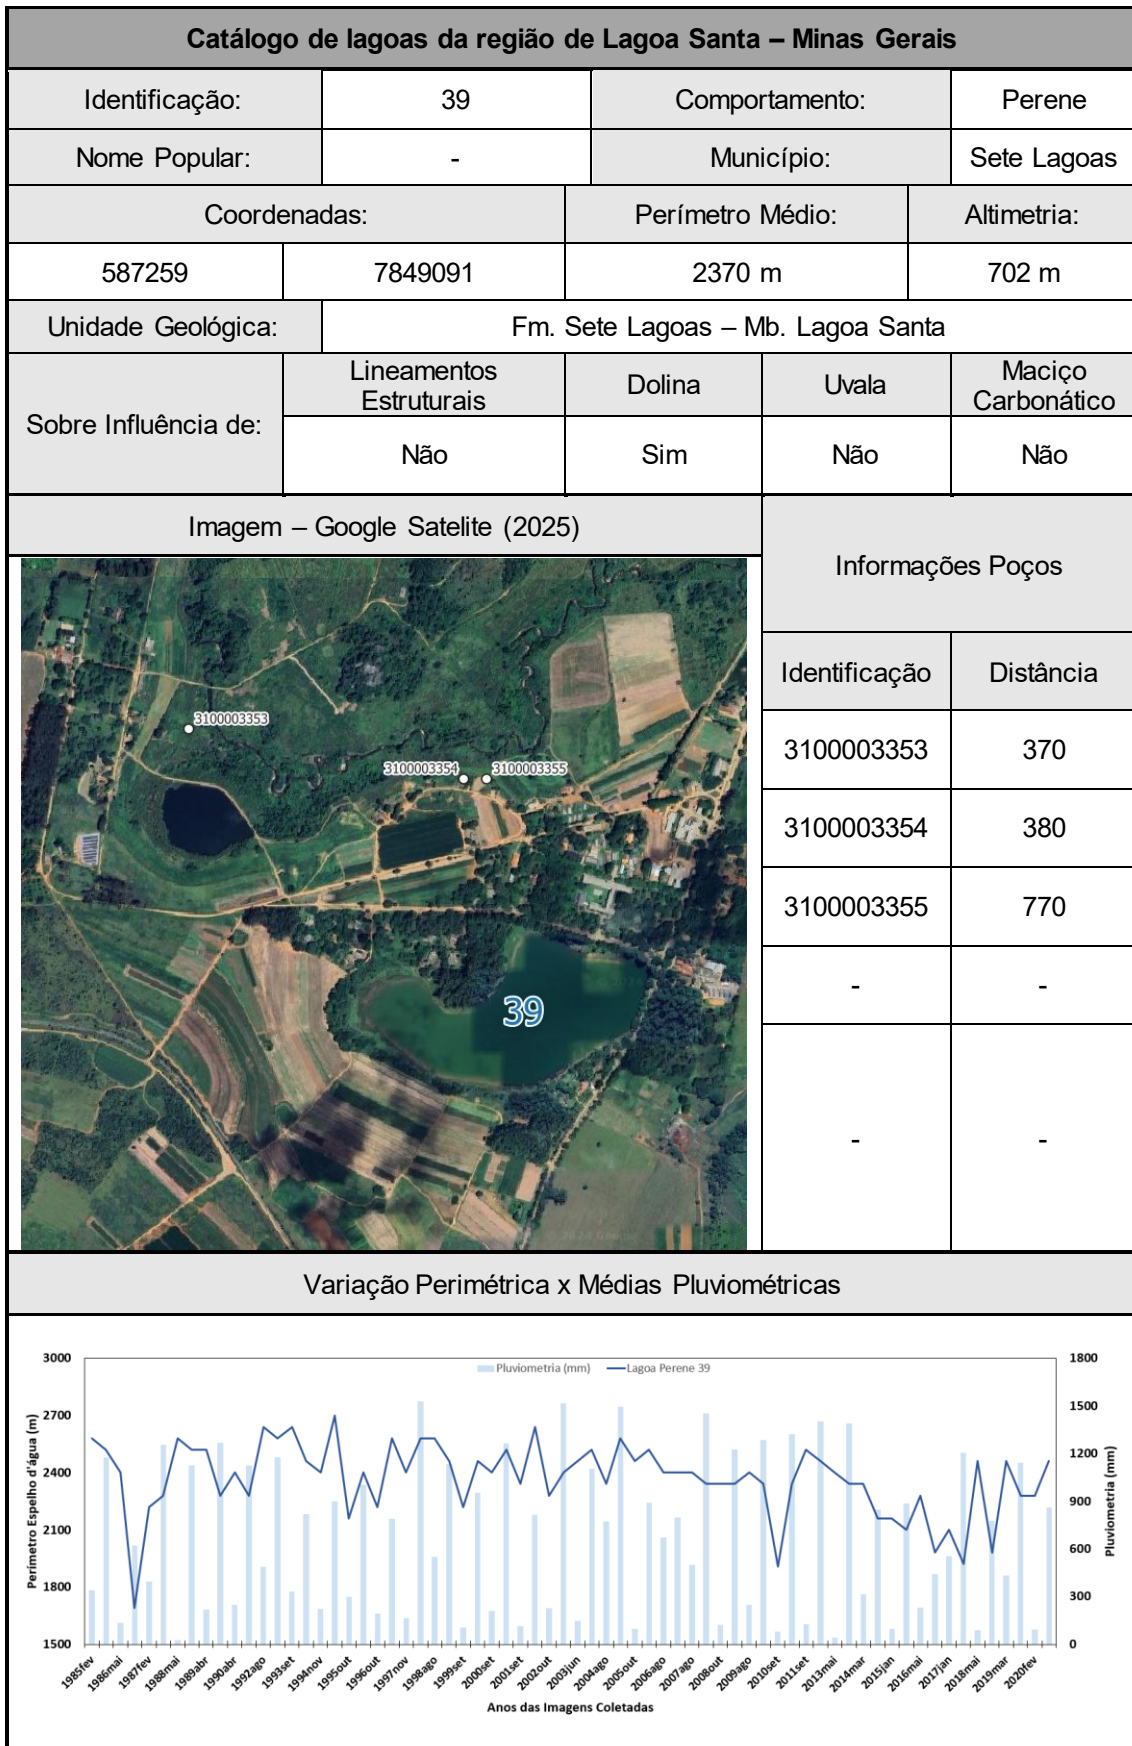 Catálogo de lagoas da região de Lagoa Santa – Minas Gerais
Identificação: 39 Comportamento: Perene
Nome Popular: - Município: Sete Lagoas
Coordenadas: Perímetro Médio: Altimetria:
587259 7849091 2370 m 702 m
Unidade Geológica: Fm. Sete Lagoas – Mb. Lagoa Santa
Sobre Influência de:
Lineamentos Estruturais Dolina Uvala Maciço Carbonático
Não Sim Não Não
Imagem – Google Satelite (2025)
3100003353
3100003354 3100003355
39
Informações Poços
Identificação Distância
3100003353 370
3100003354 380
3100003355 770
- -
- -
Variação Perimétrica x Médias Pluviométricas
Pluviometria (mm) Lagoa Perene 39
Perímetro Espelho d'água (m)
3000
2700
2400
2100
1800
1500
1800
1500
1200
900
600
300
0
Pluviometria (mm)
1985fev 1986mai 1987fev 1988mai 1989abr 1990abr 1992ago 1993set 1994nov 1995out 1996out 1997nov 1998ago 1999set 2000set 2001set 2002out 2003jun 2004ago 2005out 2006ago 2007ago 2008out 2009ago 2010set 2011set 2013mai 2014mar 2015jan 2016mai 2017jan 2018mai 2019mar 2020fev
Anos das Imagens Coletadas